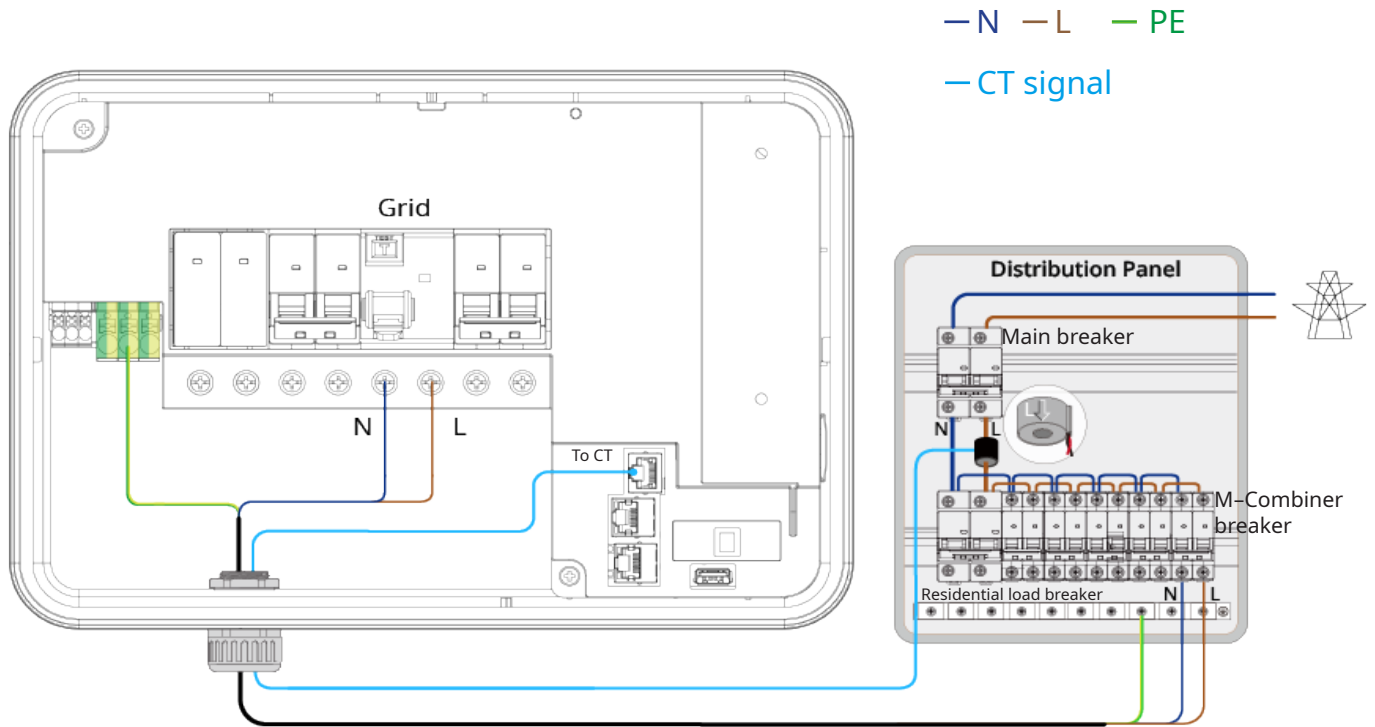 N L PE
CT signal
Grid
Distribution Panel
Main breaker
N L
N L
To CT
M–Combiner
breaker
Residential load breaker N L